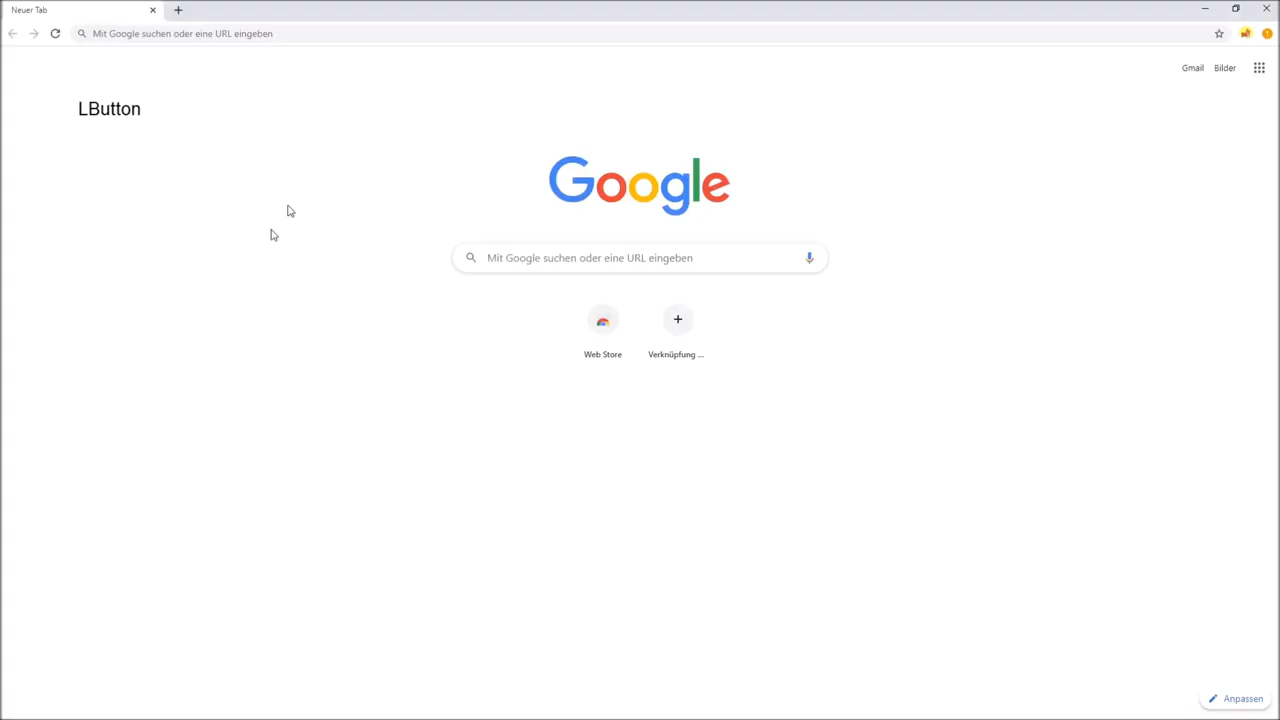 Neuer Tab
Mit Google suchen oder eine URL eingeben
Gmail Bilder
LButton
Google
Mit Google suchen oder eine URL eingeben
Web Store Verknüpfung ...
Anpassen